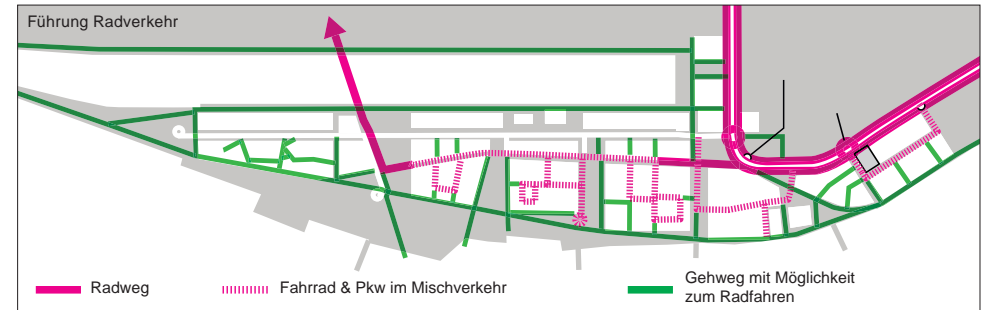 Führung Radverkehr
Radweg
Fahrrad & Pkw im Mischverkehr
Gehweg mit Möglichkeit
zum Radfahren